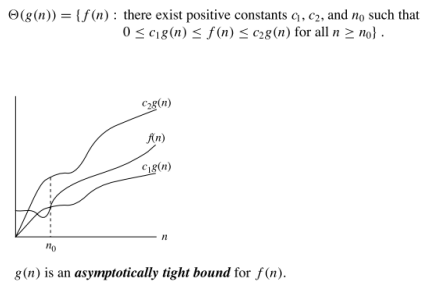 Θ(g(n)) = {f(n) : there exist positive constants c₁, c₂, and n₀ such that
0 ≤ c₁g(n) ≤ f(n) ≤ c₂g(n) for all n ≥ n₀} .
c₂g(n)
f(n)
c₁g(n)
n
n₀
g(n) is an asymptotically tight bound for f(n).